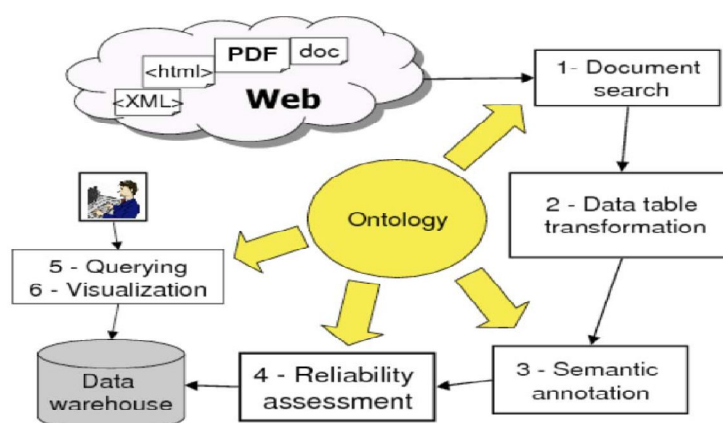 PDF
doc
<html>
<XML>
Web
1- Document
search
Ontology
2 - Data table
transformation
5 - Querying
6 - Visualization
3 - Semantic
annotation
4 - Reliability
assessment
Data
warehouse